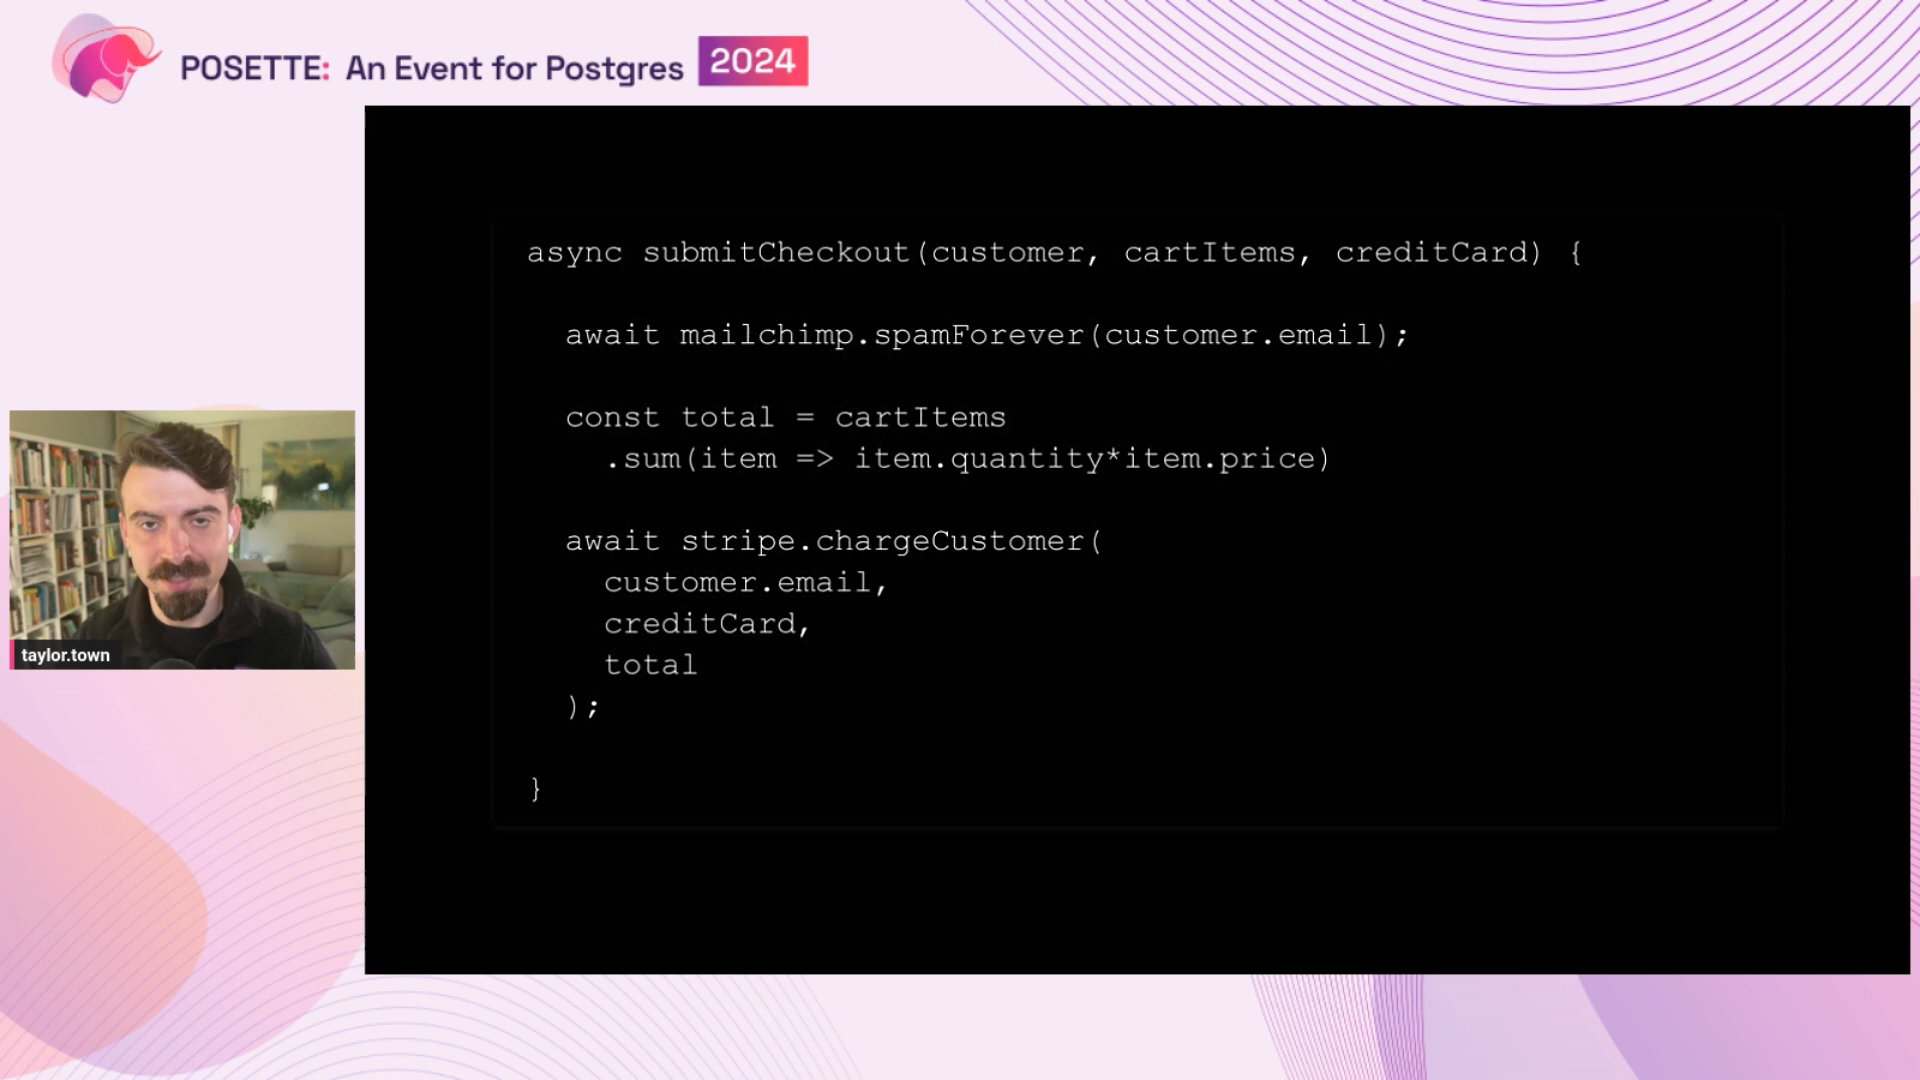 POSETTE: An Event for Postgres 2024
async submitCheckout(customer, cartItems, creditCard) {
await mailchimp.spamForever(customer.email);
const total = cartItems
.sum(item => item.quantity*item.price)
await stripe.chargeCustomer(
customer.email,
creditCard,
total
);
}
taylor.town